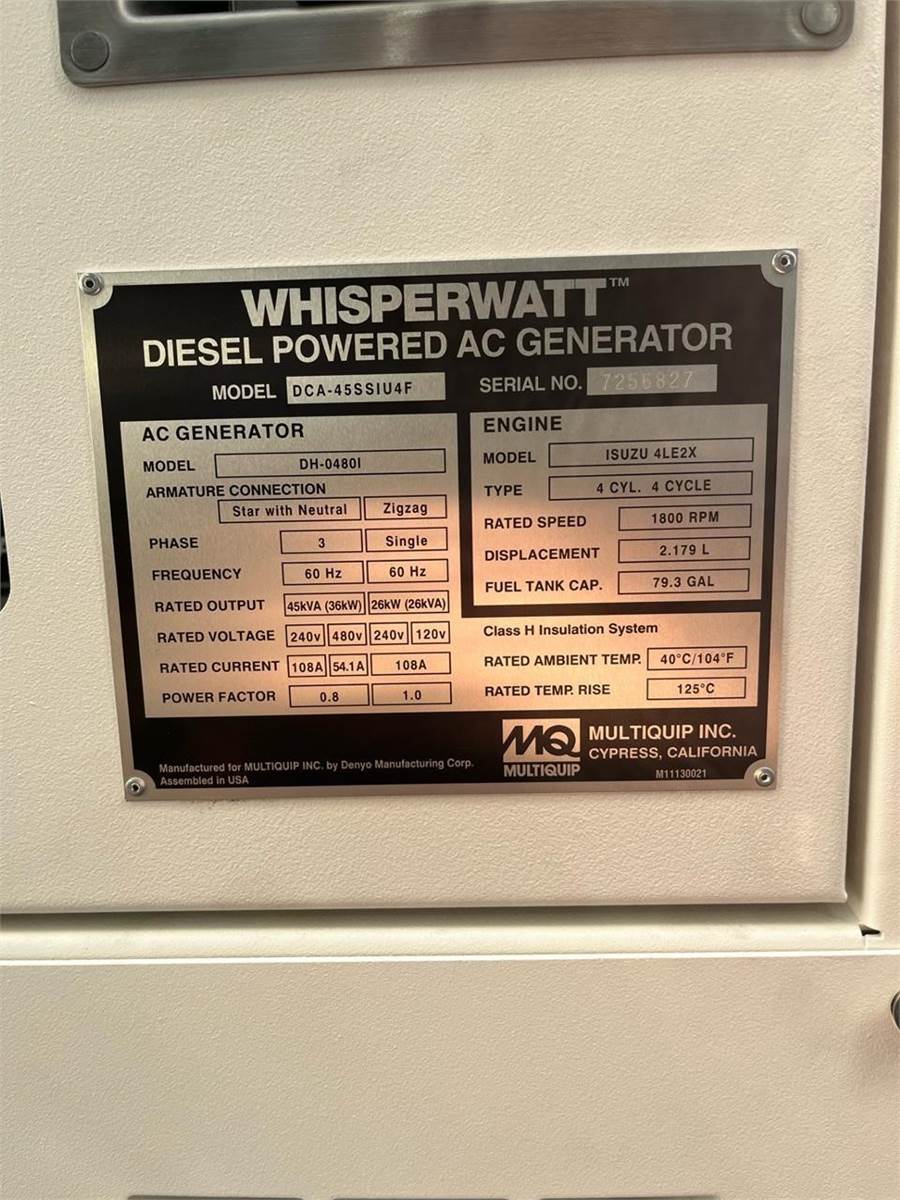 WHISPERWATT™
DIESEL POWERED AC GENERATOR
MODEL DCA-45SSIU4F SERIAL NO. 7256827
AC GENERATOR
MODEL DH-0480I
ARMATURE CONNECTION
Star with Neutral Zigzag
PHASE 3 Single
FREQUENCY 60 Hz 60 Hz
RATED OUTPUT 45kVA (36kW) 26kW (26kVA)
RATED VOLTAGE 240v 480v 240v 120v
RATED CURRENT 108A 54.1A 108A
POWER FACTOR 0.8 1.0
ENGINE
MODEL ISUZU 4LE2X
TYPE 4 CYL. 4 CYCLE
RATED SPEED 1800 RPM
DISPLACEMENT 2.179 L
FUEL TANK CAP. 79.3 GAL
Class H Insulation System
RATED AMBIENT TEMP. 40°C/104°F
RATED TEMP. RISE 125°C
Manufactured for MULTIQUIP INC. by Denyo Manufacturing Corp.
Assembled in USA
MQ
MULTIQUIP
MULTIQUIP INC.
CYPRESS, CALIFORNIA
M11130021